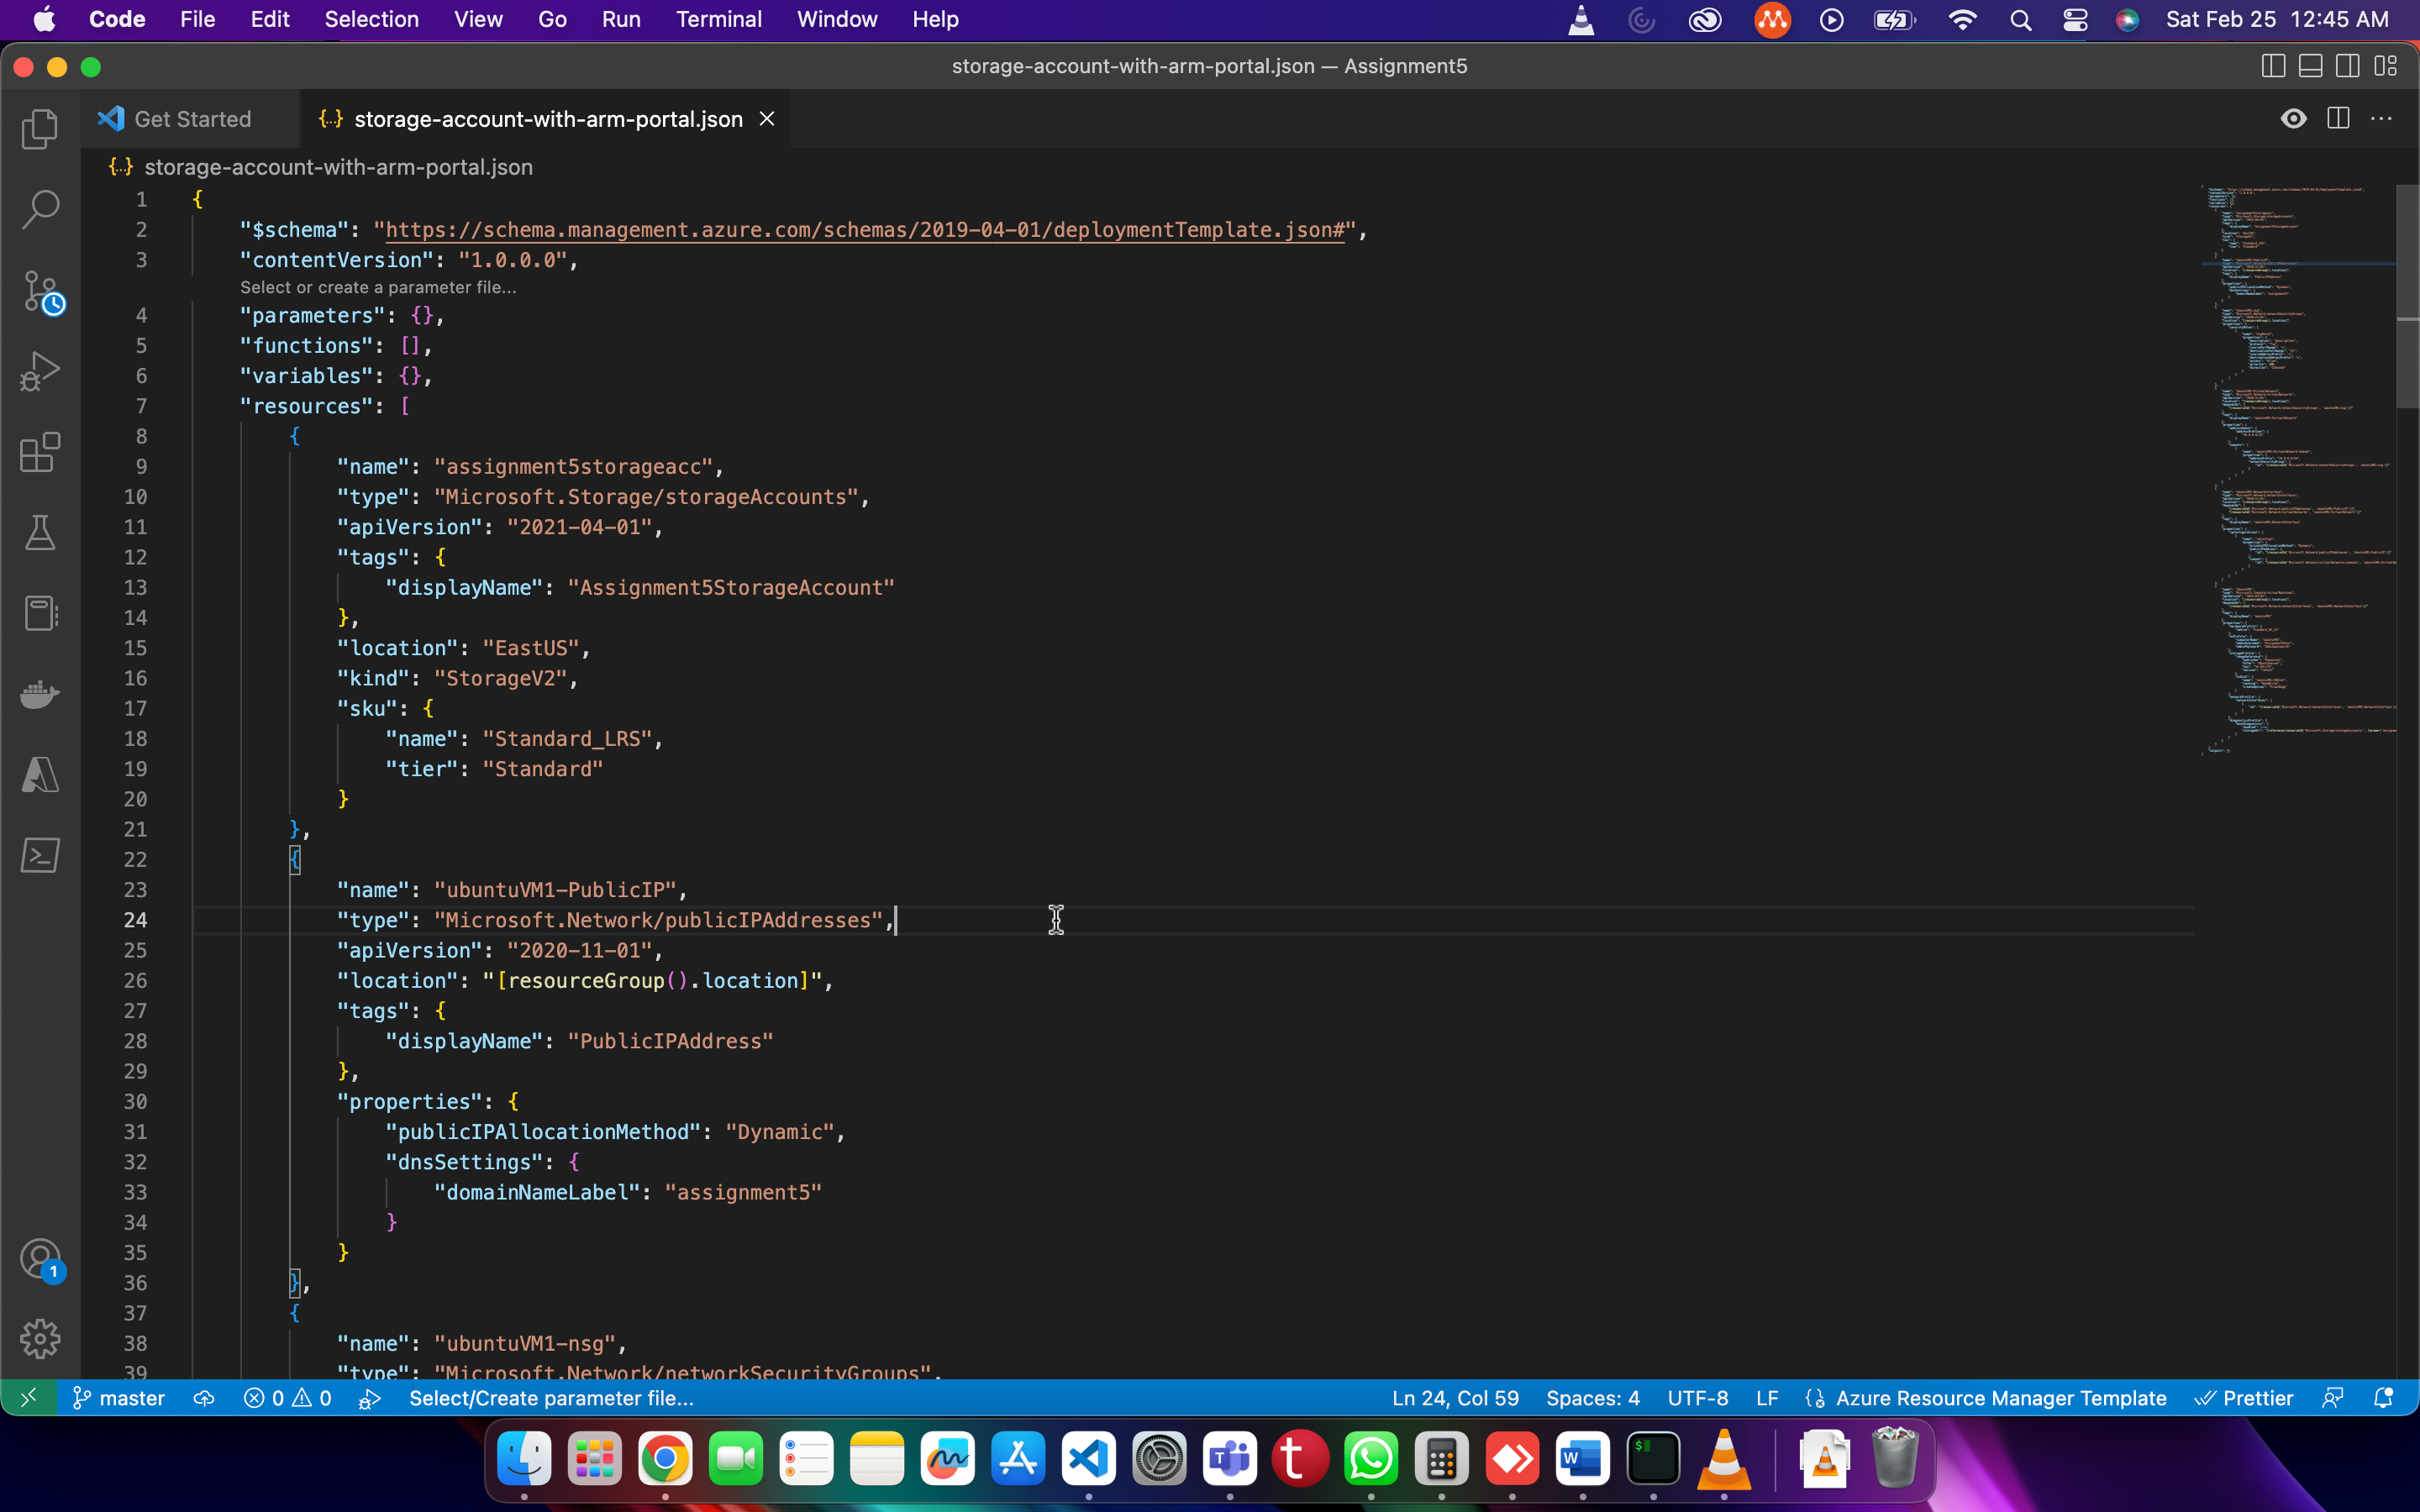 Code File Edit Selection View Go Run Terminal Window Help Sat Feb 25 12:45 AM
storage-account-with-arm-portal.json — Assignment5
Get Started {..} storage-account-with-arm-portal.json
{..} storage-account-with-arm-portal.json
1 {
2 "$schema": "https://schema.management.azure.com/schemas/2019-04-01/deploymentTemplate.json#",
3 "contentVersion": "1.0.0.0",
Select or create a parameter file...
4 "parameters": {},
5 "functions": [],
6 "variables": {},
7 "resources": [
8 {
9 "name": "assignment5storageacc",
10 "type": "Microsoft.Storage/storageAccounts",
11 "apiVersion": "2021-04-01",
12 "tags": {
13 "displayName": "Assignment5StorageAccount"
14 },
15 "location": "EastUS",
16 "kind": "StorageV2",
17 "sku": {
18 "name": "Standard_LRS",
19 "tier": "Standard"
20 }
21 },
22 {
23 "name": "ubuntuVM1-PublicIP",
24 "type": "Microsoft.Network/publicIPAddresses",
25 "apiVersion": "2020-11-01",
26 "location": "[resourceGroup().location]",
27 "tags": {
28 "displayName": "PublicIPAddress"
29 },
30 "properties": {
31 "publicIPAllocationMethod": "Dynamic",
32 "dnsSettings": {
33 "domainNameLabel": "assignment5"
34 }
35 }
36 },
37 {
38 "name": "ubuntuVM1-nsg",
39 "type": "Microsoft.Network/networkSecurityGroups",
1
master 0 0 Select/Create parameter file... Ln 24, Col 59 Spaces: 4 UTF-8 LF Azure Resource Manager Template Prettier
t W $